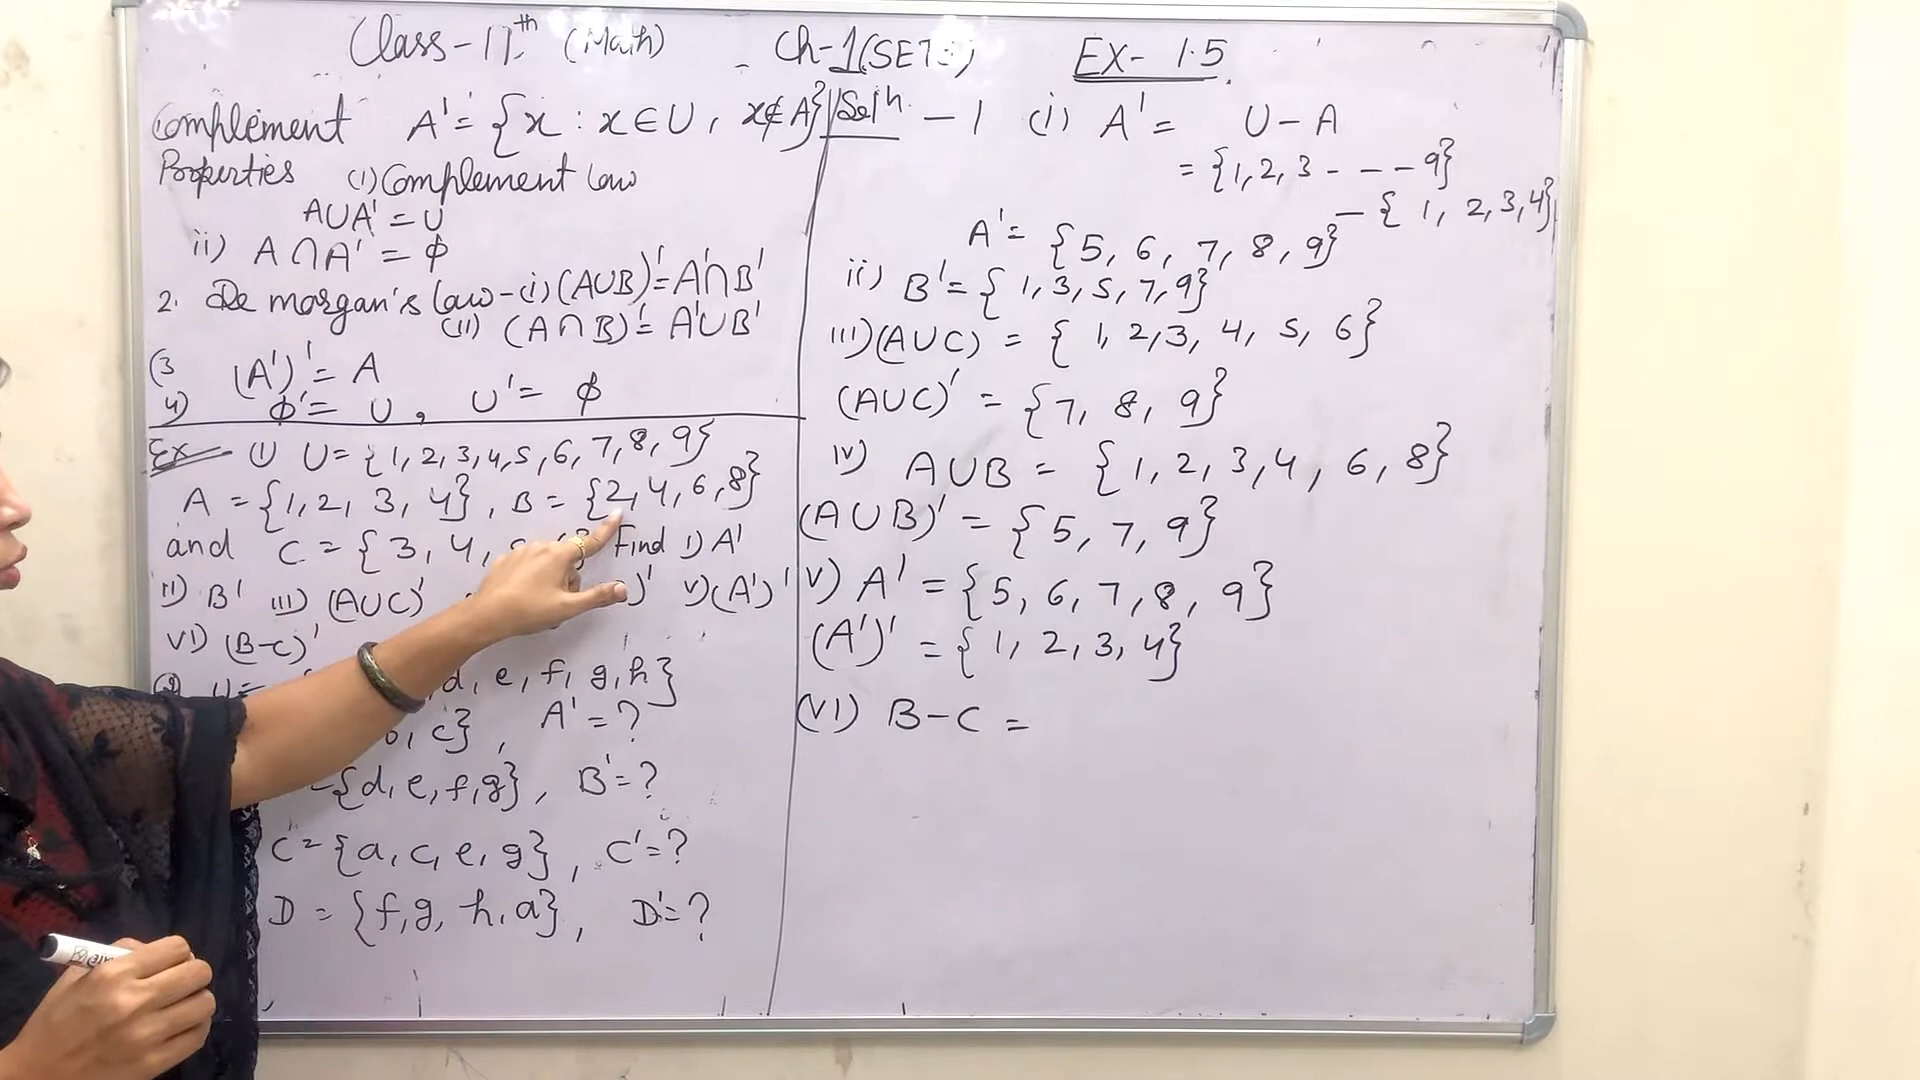 Class-11th (Math) Ch-1(SETS) EX- 1.5
Complement A' = {x : x ∈ U, x ∉ A}
Properties (i) Complement law
A∪A' = U
ii) A ∩ A' = ϕ
2. De morgan's law - (i) (A∪B)' = A'∩B'
(ii) (A∩B)' = A'∪B'
(3 (A')' = A
4) ϕ' = U, U' = ϕ
Ex (1 U = {1,2,3,4,5,6,7,8,9}
A = {1,2,3,4}, B = {2,4,6,8}
and C = {3,4, Find i) A'
ii) B' iii) (A∪C)' )' v) (A')'
vi) (B-C)'
U = d, e, f, g, h}
c}, A' = ?
= {d,e,f,g}, B' = ?
C = {a, c, e, g}, C' = ?
D = {f, g, h, a}, D' = ?
Solh - 1 (i) A' = U - A
= {1,2,3 - - - 9}
- {1, 2,3,4}
A' = {5, 6, 7, 8, 9}
ii) B' = {1,3,5,7,9}
iii) (A∪C) = {1,2,3,4,5,6}
(A∪C)' = {7, 8, 9}
iv) A∪B = {1,2,3,4,6,8}
(A∪B)' = {5,7,9}
v) A' = {5,6,7,8,9}
(A')' = {1,2,3,4}
(vi) B-C =